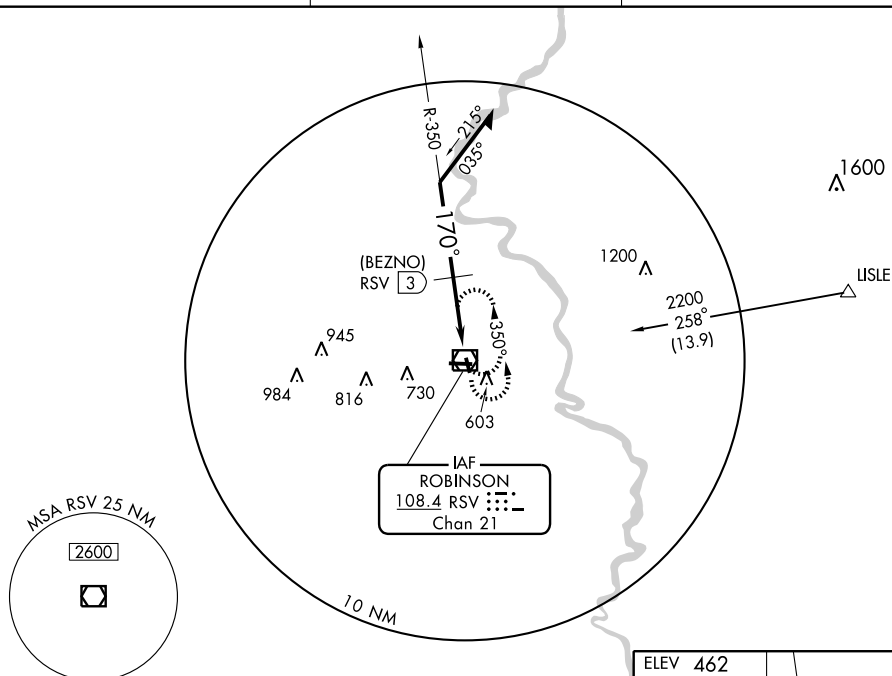 R-350
215°
035°
1600
170°
(BEZNO)
RSV 3
1200
LISLE
2200
258°
(13.9)
350°
945
984
816
730
603
IAF
ROBINSON
108.4 RSV
Chan 21
MSA RSV 25 NM
2600
10 NM
ELEV 462